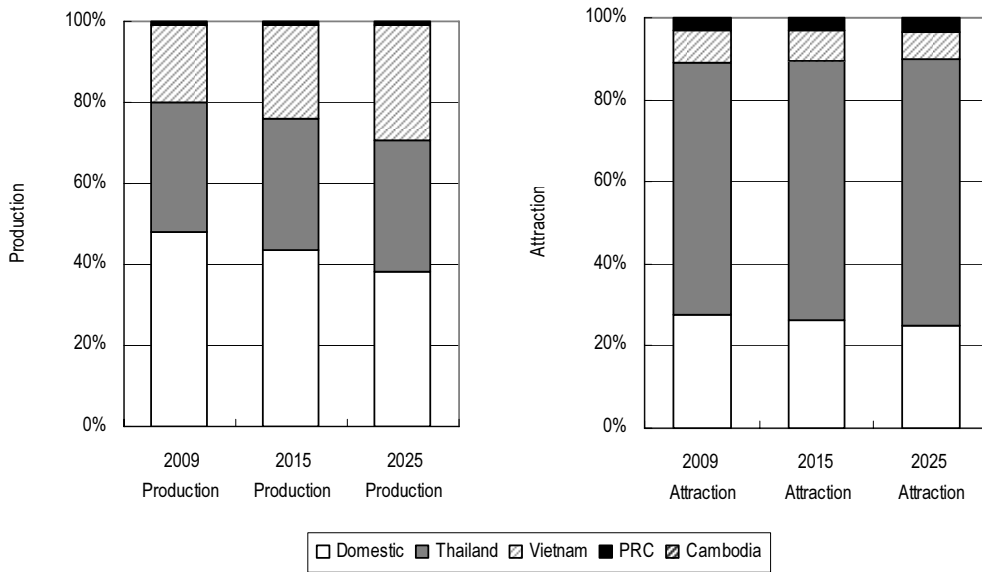 100%
80%
60%
40%
20%
0%
Production
2009 2015 2025
Production Production Production
100%
80%
60%
40%
20%
0%
Attraction
2009 2015 2025
Attraction Attraction Attraction
Domestic Thailand Vietnam PRC Cambodia